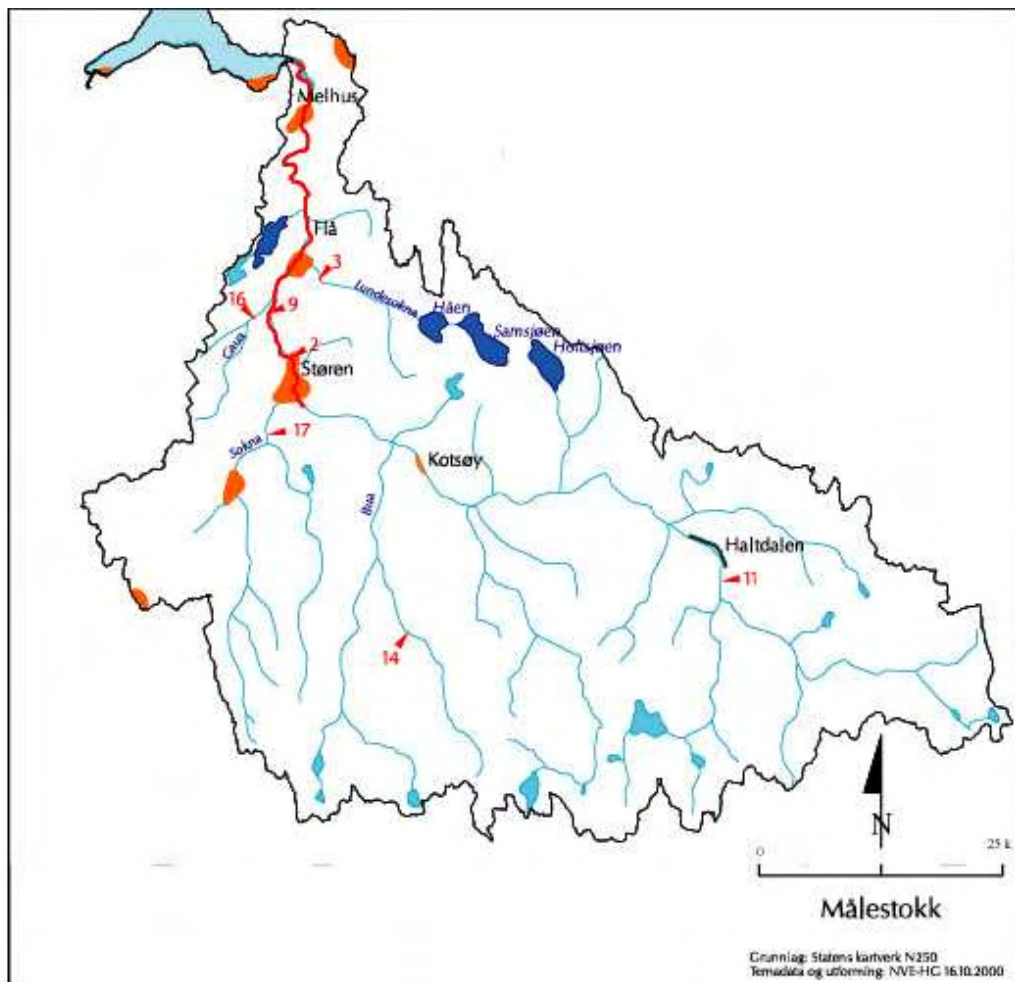 Melhus
Flå
3
Lundesokna
Håen
16
9
Samsjøen
Holtsjøen
Gaua
2
Støren
17
Sokna
Kotsøy
Bua
Haltdalen
11
14
N
0
25 k
Målestokk
Grunnlag: Statens kartverk N250
Temadata og utforming: NVE-HG 16.10.2000